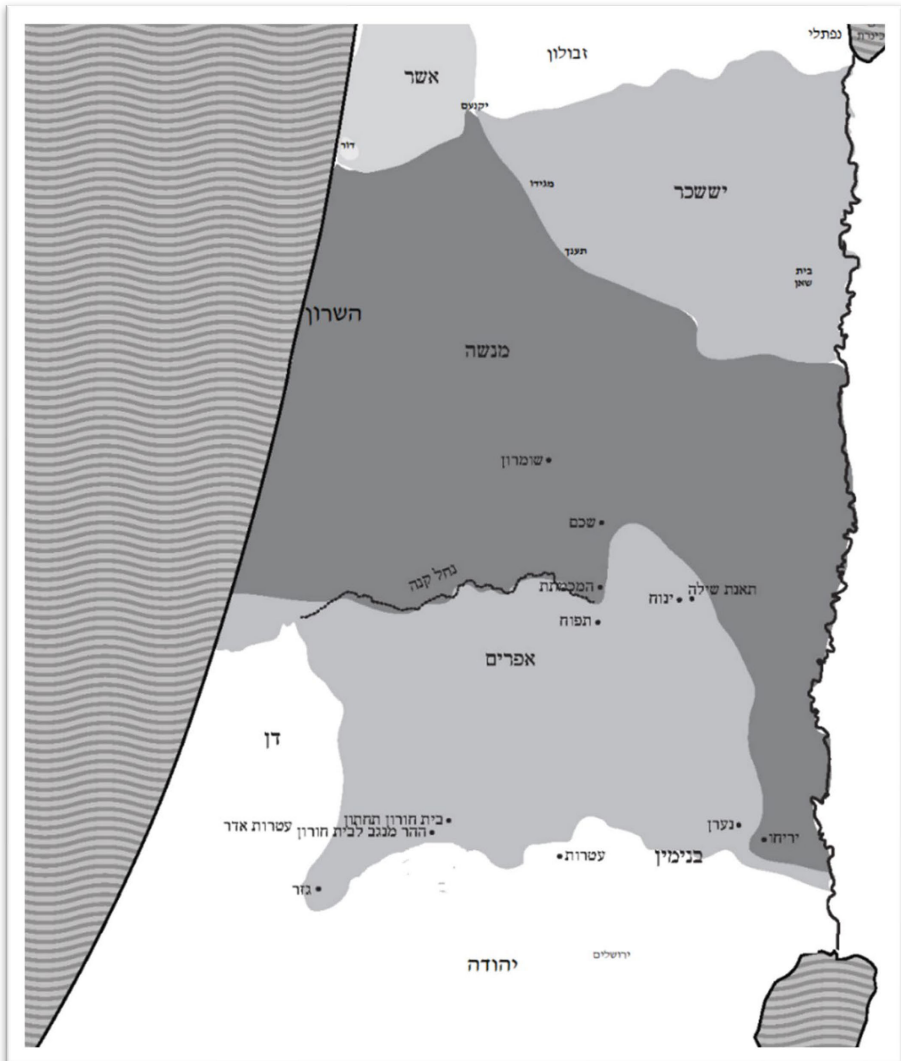 נפתלי
כינרת
זבולון
אשר
יקנעם
דור
מגידו
יששכר
תענך
בית
שאן
השרון
מנשה
שומרון
שכם
נחל קנה
המכמתת
תאנת שילה
ינוח
תפוח
אפרים
דן
בית חורון תחתון
ההר מנגב לבית חורון
עטרות אדר
נערן
יריחו
בנימין
עטרות
גזר
ירושלים
יהודה